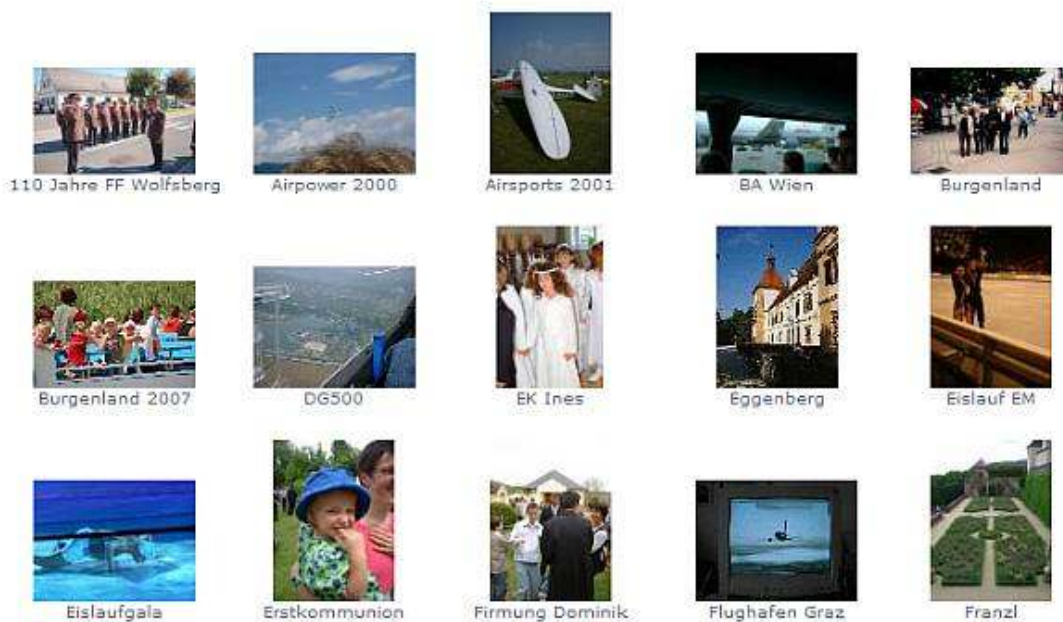 110 Jahre FF Wolfsberg
Airpower 2000
Airsports 2001
BA Wien
Burgenland
Burgenland 2007
DG500
EK Ines
Eggenberg
Eislauf EM
Eislaufgala
Erstkommunion
Firmung Dominik
Flughafen Graz
Franzl